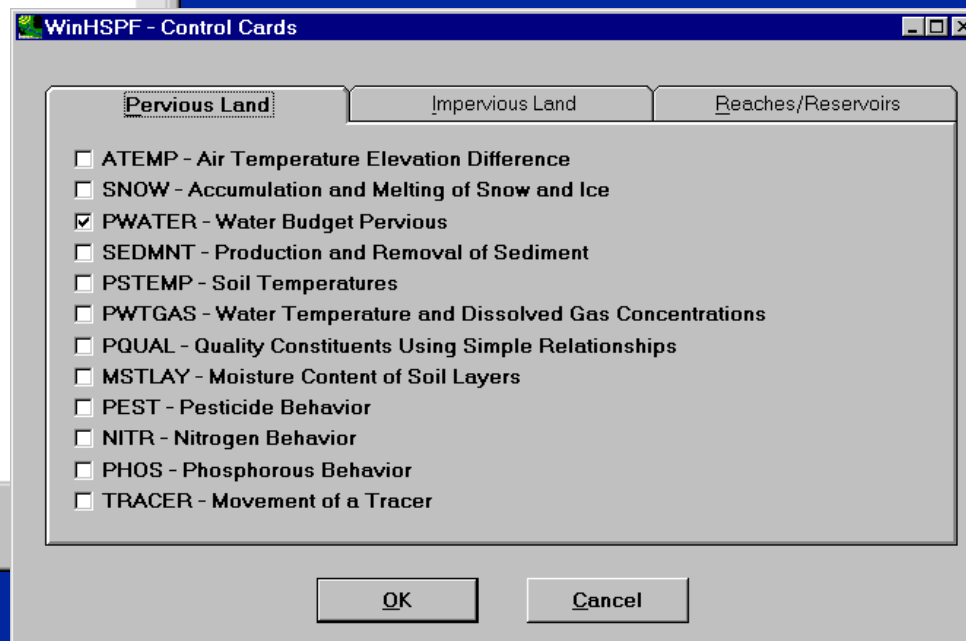 WinHSPF - Control Cards
Pervious Land Impervious Land Reaches/Reservoirs
ATEMP - Air Temperature Elevation Difference
SNOW - Accumulation and Melting of Snow and Ice
PWATER - Water Budget Pervious
SEDMNT - Production and Removal of Sediment
PSTEMP - Soil Temperatures
PWTGAS - Water Temperature and Dissolved Gas Concentrations
PQUAL - Quality Constituents Using Simple Relationships
MSTLAY - Moisture Content of Soil Layers
PEST - Pesticide Behavior
NITR - Nitrogen Behavior
PHOS - Phosphorous Behavior
TRACER - Movement of a Tracer
OK Cancel